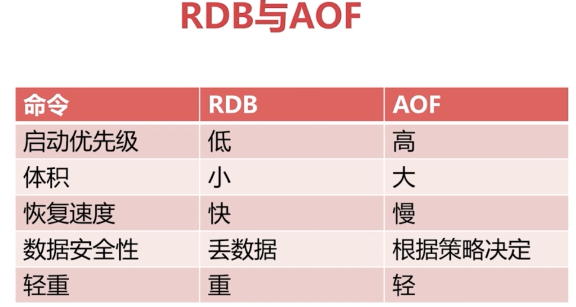 RDB与AOF
命令 RDB AOF
启动优先级 低 高
体积 小 大
恢复速度 快 慢
数据安全性 丢数据 根据策略决定
轻重 重 轻